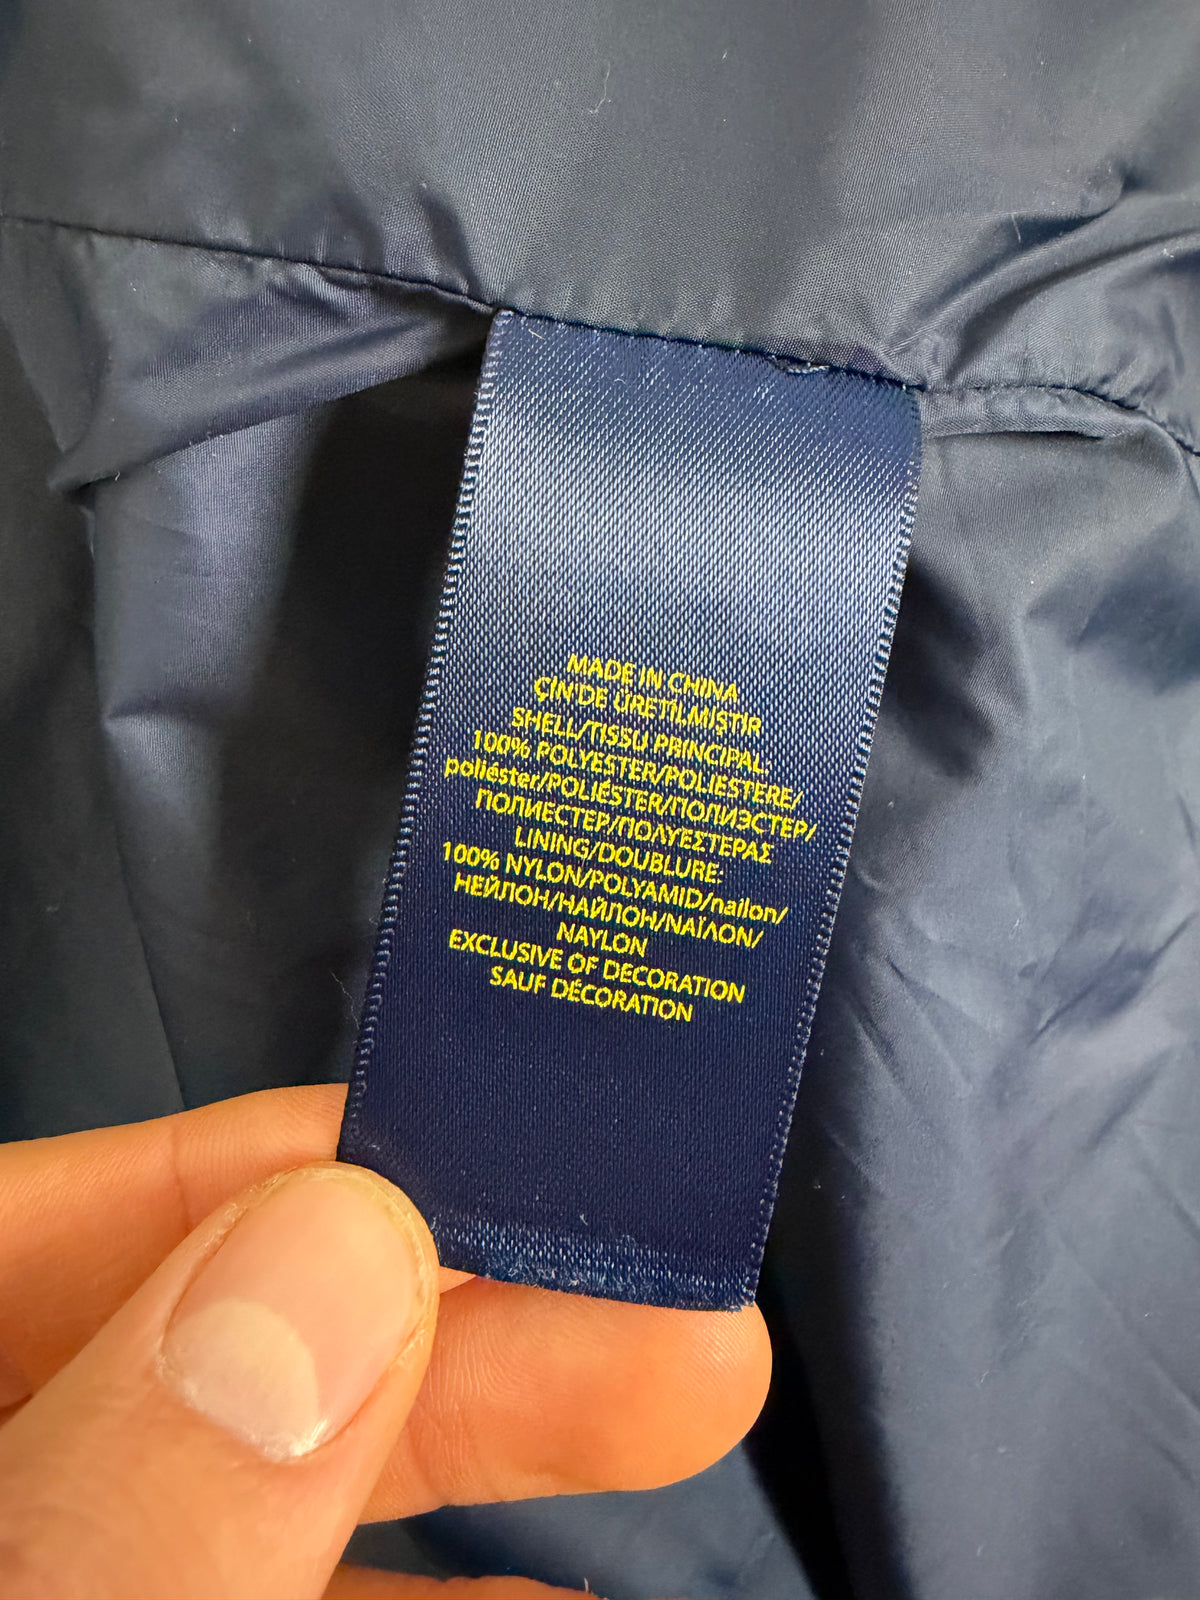 MADE IN CHINA
ÇİN'DE ÜRETİLMİŞTİR
SHELL/TISSU PRINCIPAL:
100% POLYESTER/POLIESTERE/
poliéster/POLIÉSTER/ПОЛИЭСТЕР/
ПОЛИЕСТЕР/ΠΟΛΥΕΣΤΕΡΑΣ
LINING/DOUBLURE:
100% NYLON/POLYAMID/nailon/
НЕЙЛОН/НАЙЛОН/ΝΑΪΛΟΝ/
NAYLON
EXCLUSIVE OF DECORATION
SAUF DÉCORATION